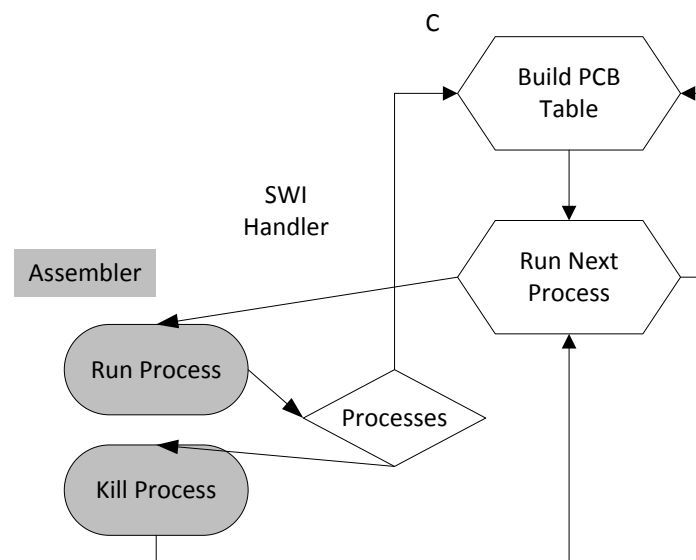 C
Build PCB
Table
SWI
Handler
Assembler
Run Next
Process
Run Process
Processes
Kill Process